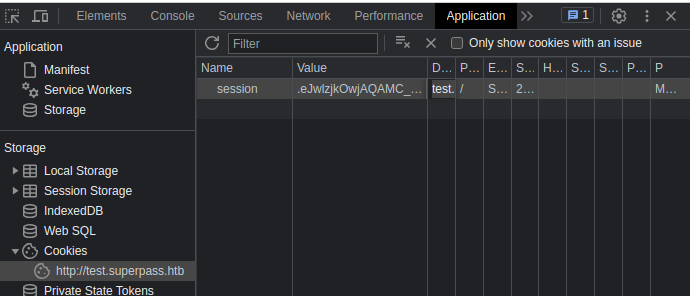 Elements Console Sources Network Performance Application 1
Application
Manifest
Service Workers
Storage
Storage
Local Storage
Session Storage
IndexedDB
Web SQL
Cookies
http://test.superpass.htb
Private State Tokens
Filter Only show cookies with an issue
Name Value D... P... E... S... H... S... S... P... P
session .eJwlzjkOwjAQAMC_... test. / S... 2... M...